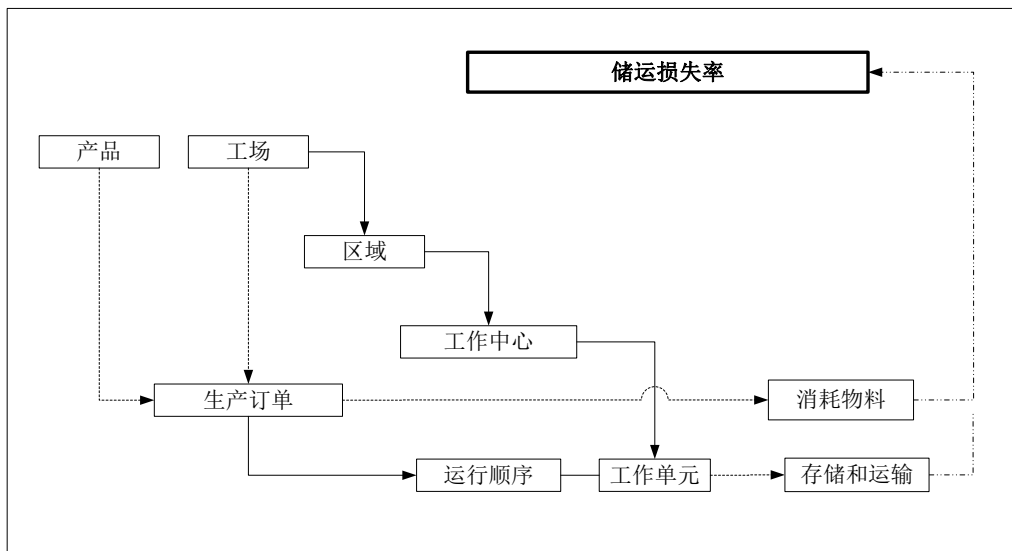 储运损失率
产品
工场
区域
工作中心
生产订单
消耗物料
运行顺序
工作单元
存储和运输